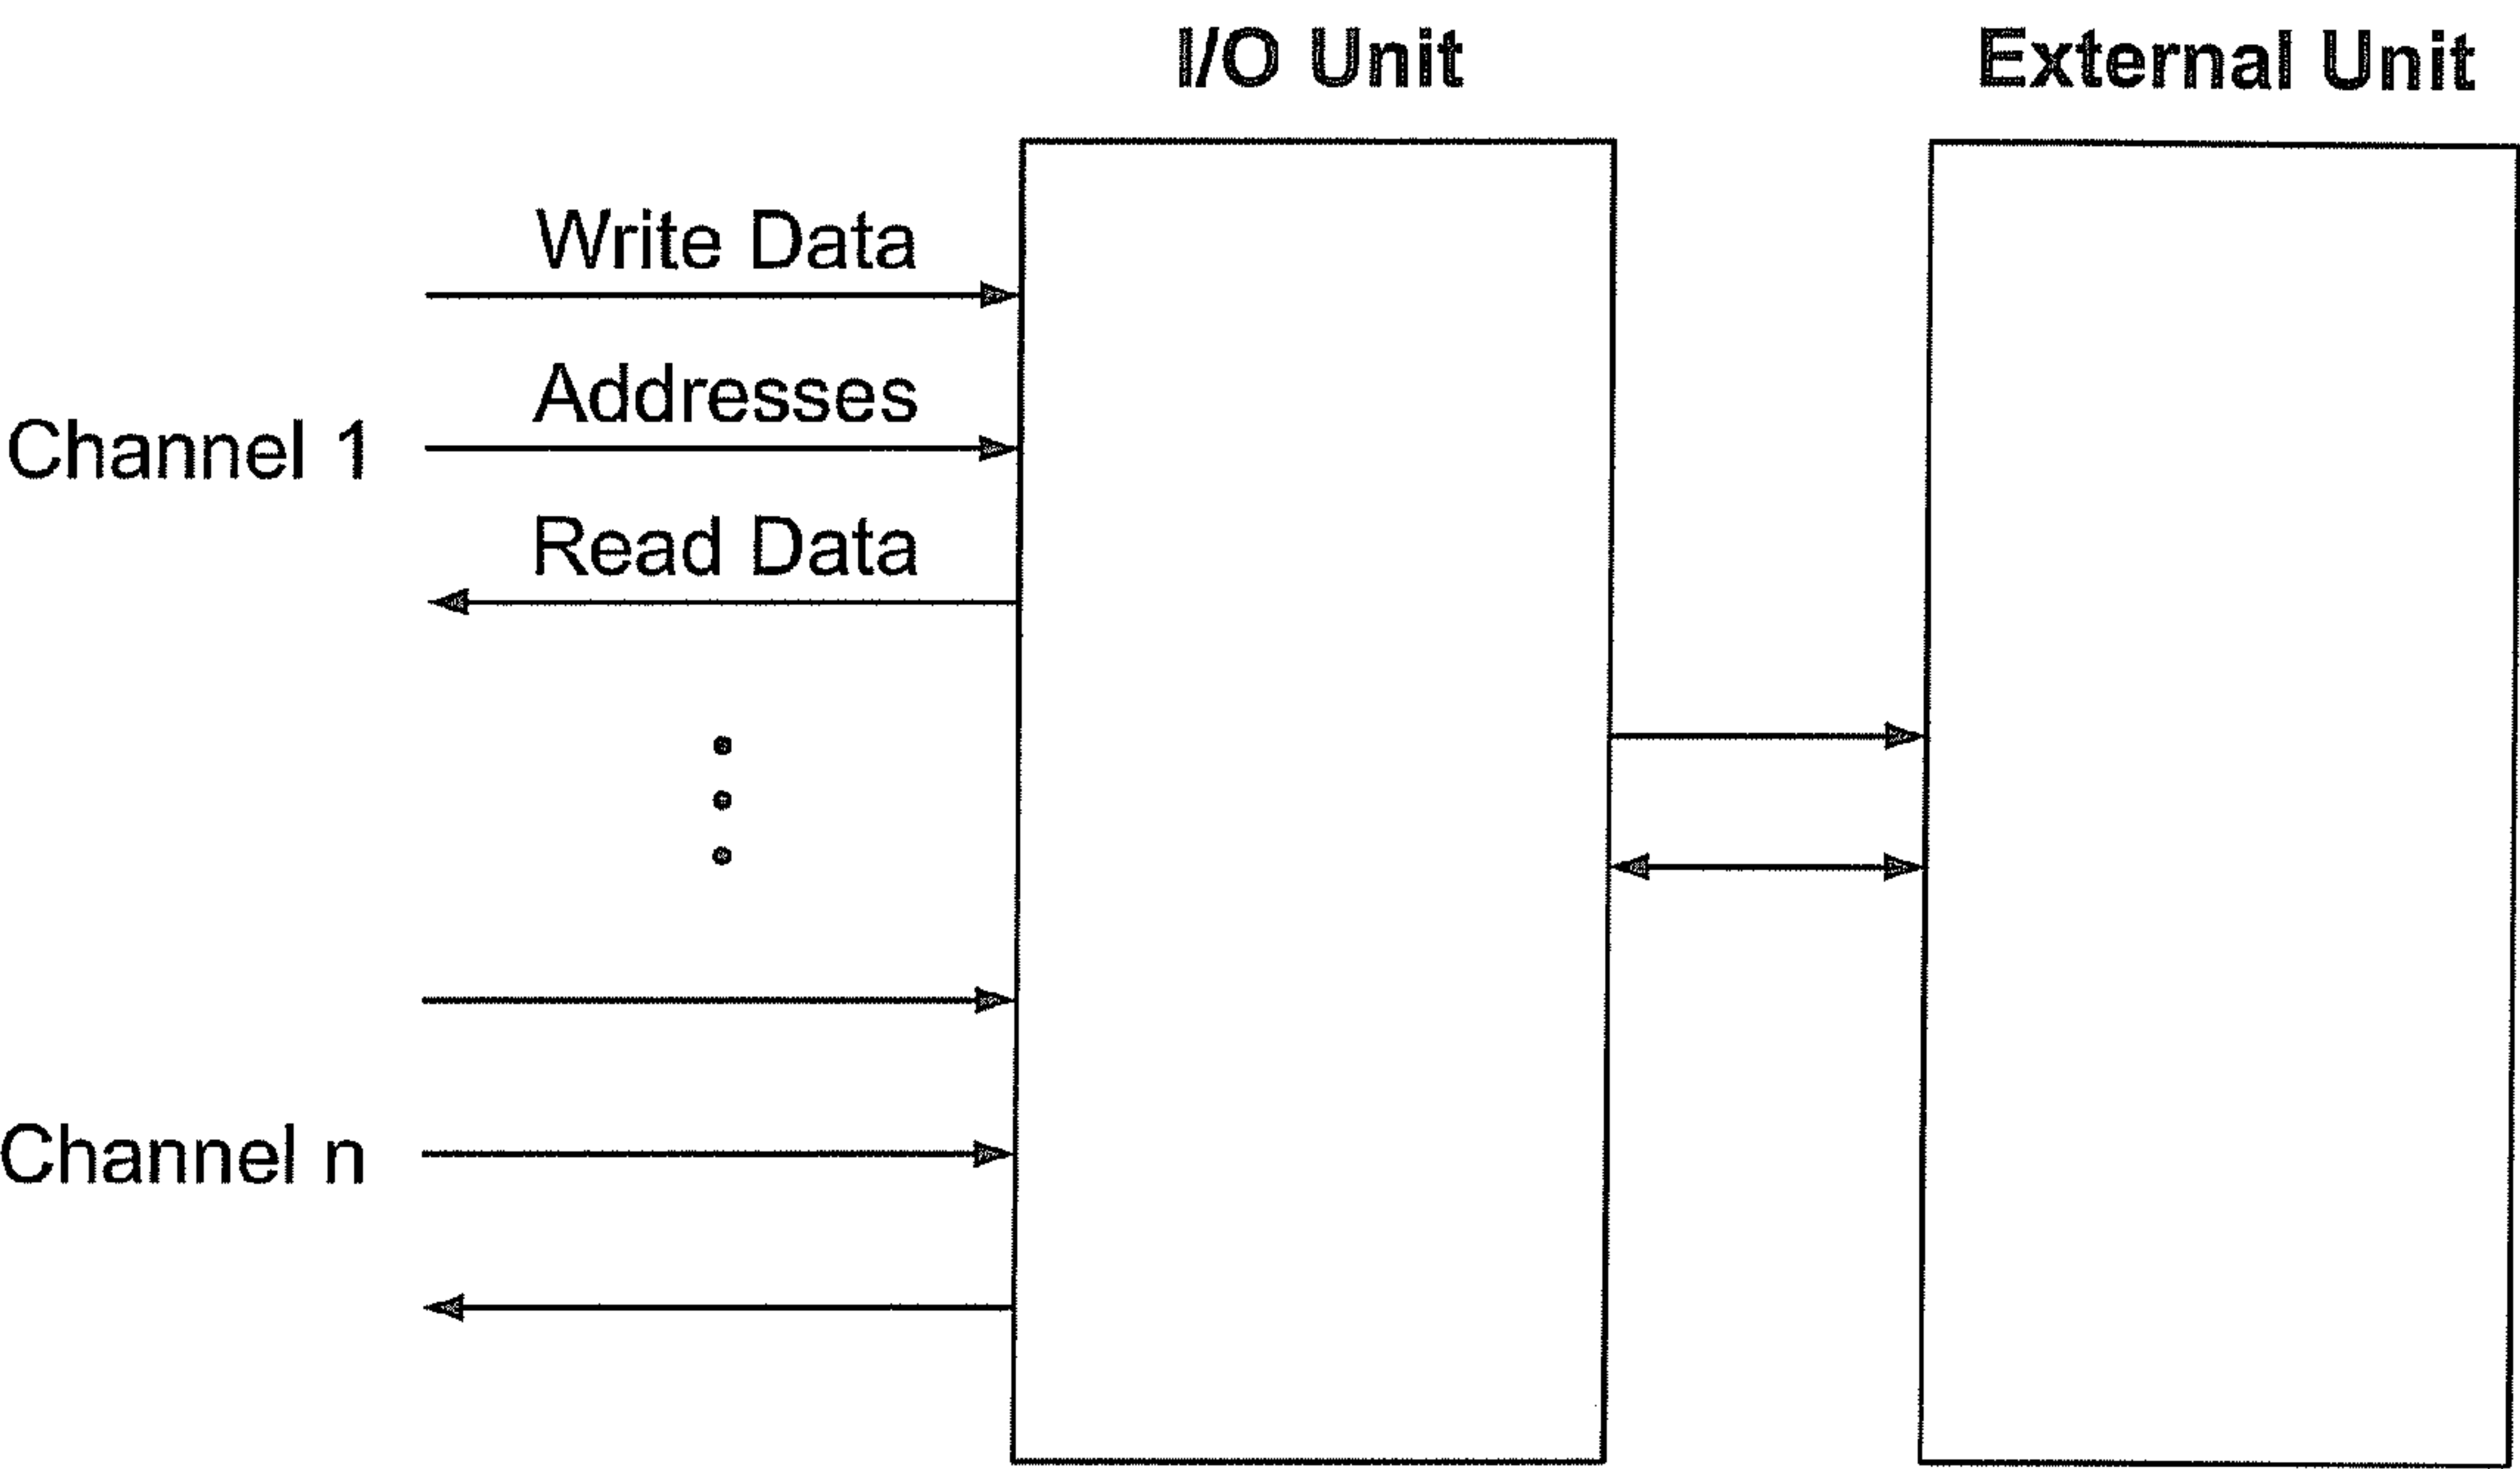 I/O Unit
External Unit
Write Data
Addresses
Channel 1
Read Data
Channel n